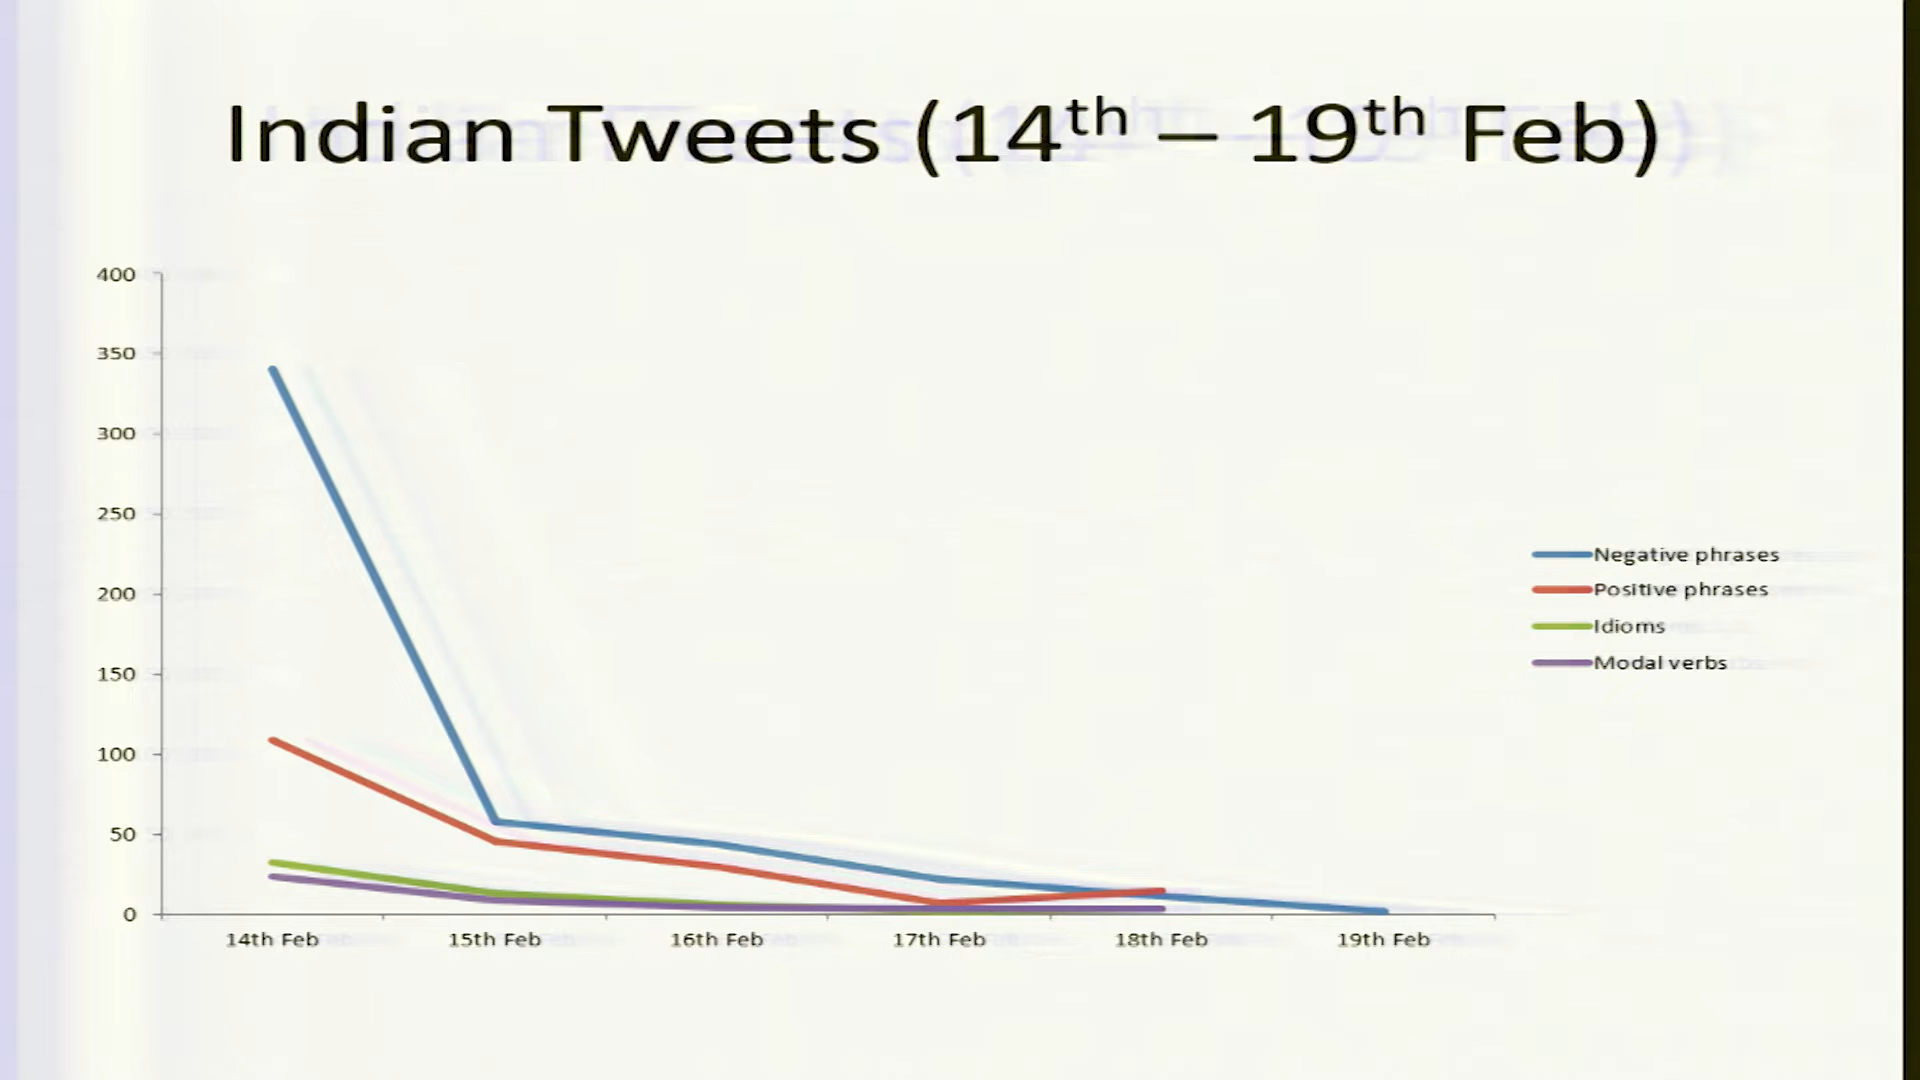 Indian Tweets (14th – 19th Feb)
400
350
300
250
200
150
100
50
0
14th Feb 15th Feb 16th Feb 17th Feb 18th Feb 19th Feb
Negative phrases
Positive phrases
Idioms
Modal verbs